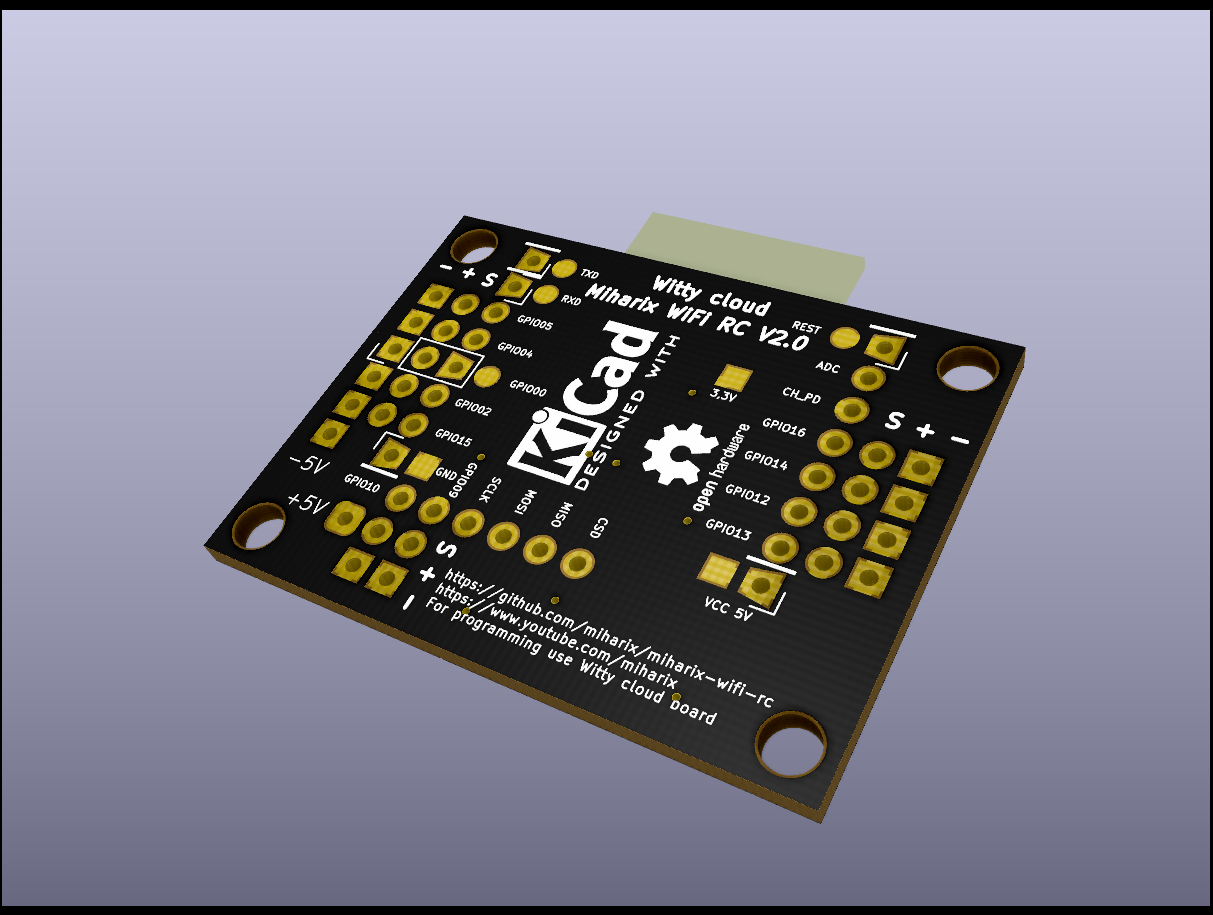 Witty cloud
Miharix WiFi RC V2.0
- + S
TXD
RXD
GPIO05
GPIO04
GPIO00
GPIO02
GPIO15
GND
-5V
+5V
GPIO10
GPIO09
SCLK
MOSI
MISO
CSD
S
+
-
KiCad
DESIGNED WITH
open hardware
3,3V
REST
ADC
CH_PD
GPIO16
GPIO14
GPIO12
GPIO13
S + -
VCC 5V
https://github.com/miharix/miharix-wifi-rc
https://www.youtube.com/miharix
For programming use Witty cloud board